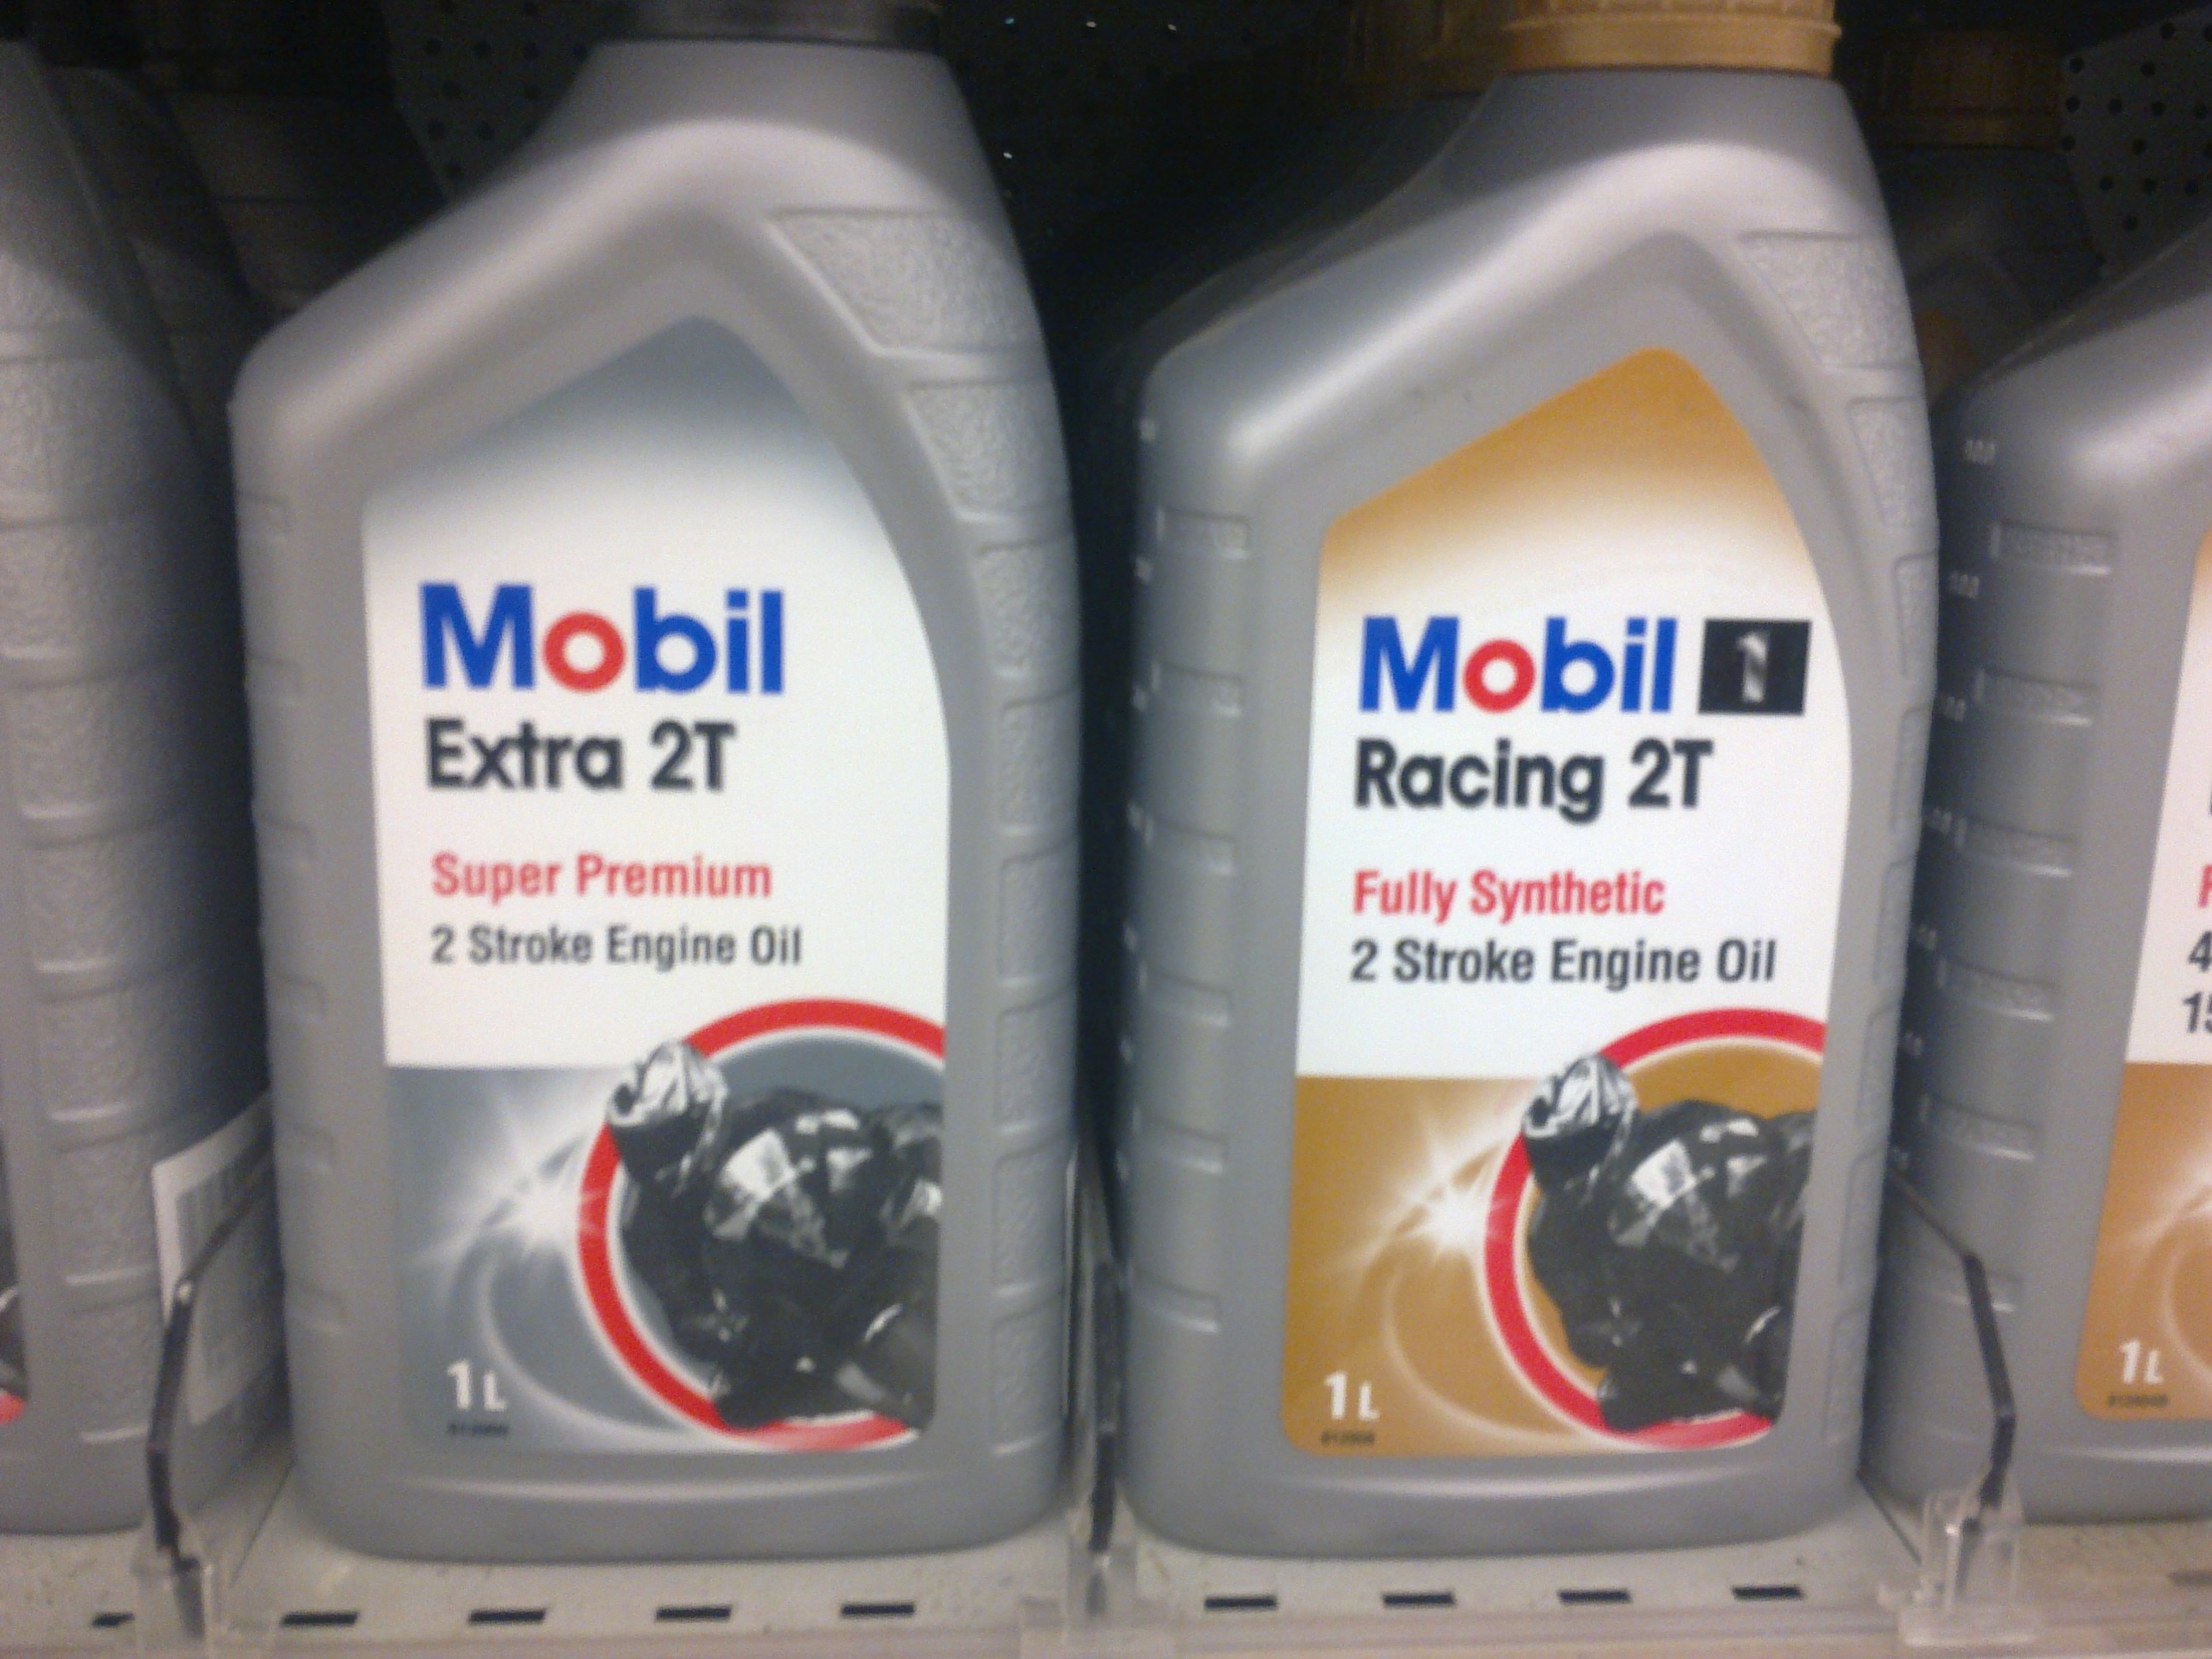 Mobil
Extra 2T
Super Premium
2 Stroke Engine Oil
1L
Mobil 1
Racing 2T
Fully Synthetic
2 Stroke Engine Oil
1L
1L